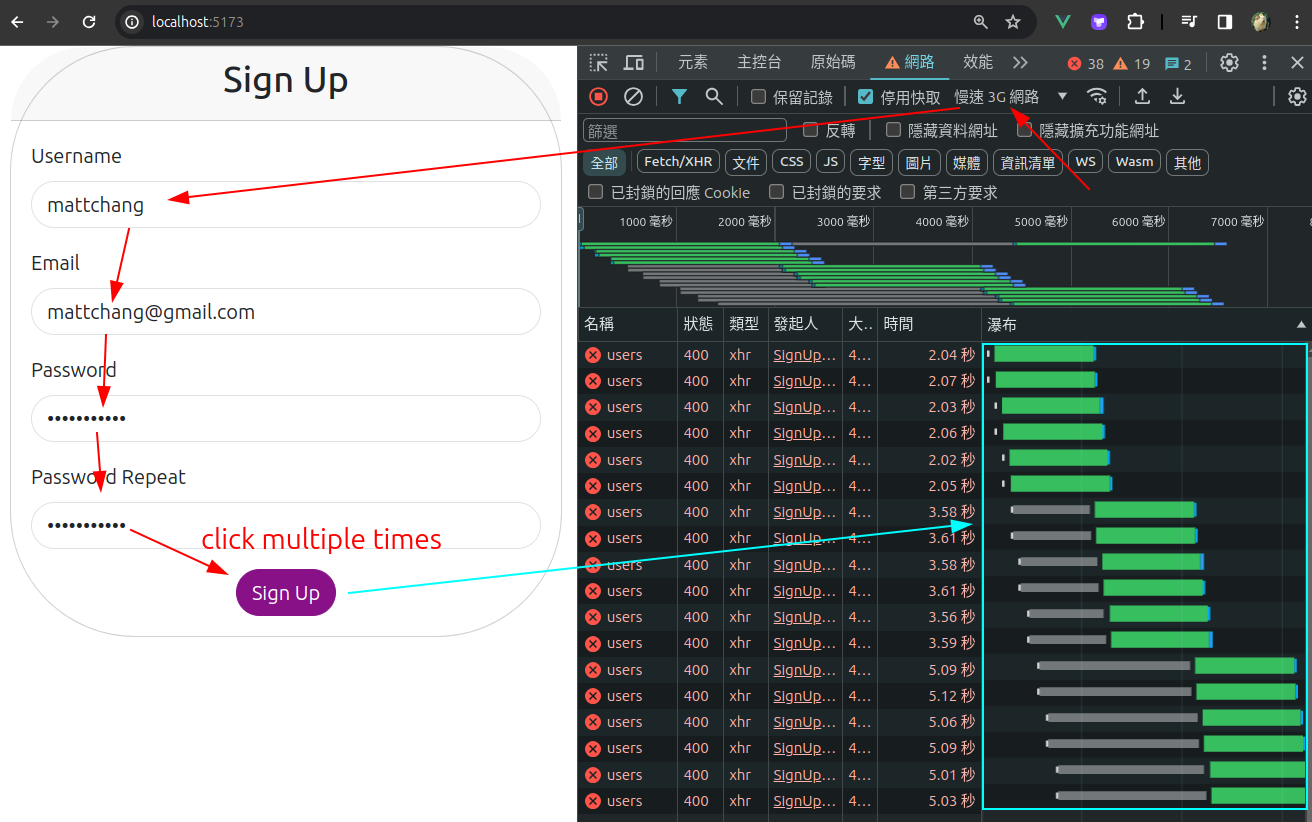 localhost:5173
Sign Up
Username
mattchang
Email
mattchang@gmail.com
Password
•••••••••••
Password Repeat
•••••••••••
click multiple times
Sign Up
元素 主控台 原始碼 網路 效能 38 19 2
保留記錄 停用快取 慢速 3G 網路
篩選 反轉 隱藏資料網址 隱藏擴充功能網址
全部 Fetch/XHR 文件 CSS JS 字型 圖片 媒體 資訊清單 WS Wasm 其他
已封鎖的回應 Cookie 已封鎖的要求 第三方要求
1000 毫秒 2000 毫秒 3000 毫秒 4000 毫秒 5000 毫秒 6000 毫秒 7000 毫秒
名稱 狀態 類型 發起人 大.. 時間 瀑布
users 400 xhr SignUp... 4... 2.04 秒
users 400 xhr SignUp... 4... 2.07 秒
users 400 xhr SignUp... 4... 2.03 秒
users 400 xhr SignUp... 4... 2.06 秒
users 400 xhr SignUp... 4... 2.02 秒
users 400 xhr SignUp... 4... 2.05 秒
users 400 xhr SignUp... 4... 3.58 秒
users 400 xhr SignUp... 4... 3.61 秒
users 400 xhr SignUp... 4... 3.58 秒
users 400 xhr SignUp... 4... 3.61 秒
users 400 xhr SignUp... 4... 3.56 秒
users 400 xhr SignUp... 4... 3.59 秒
users 400 xhr SignUp... 4... 5.09 秒
users 400 xhr SignUp... 4... 5.12 秒
users 400 xhr SignUp... 4... 5.06 秒
users 400 xhr SignUp... 4... 5.09 秒
users 400 xhr SignUp... 4... 5.01 秒
users 400 xhr SignUp... 4... 5.03 秒